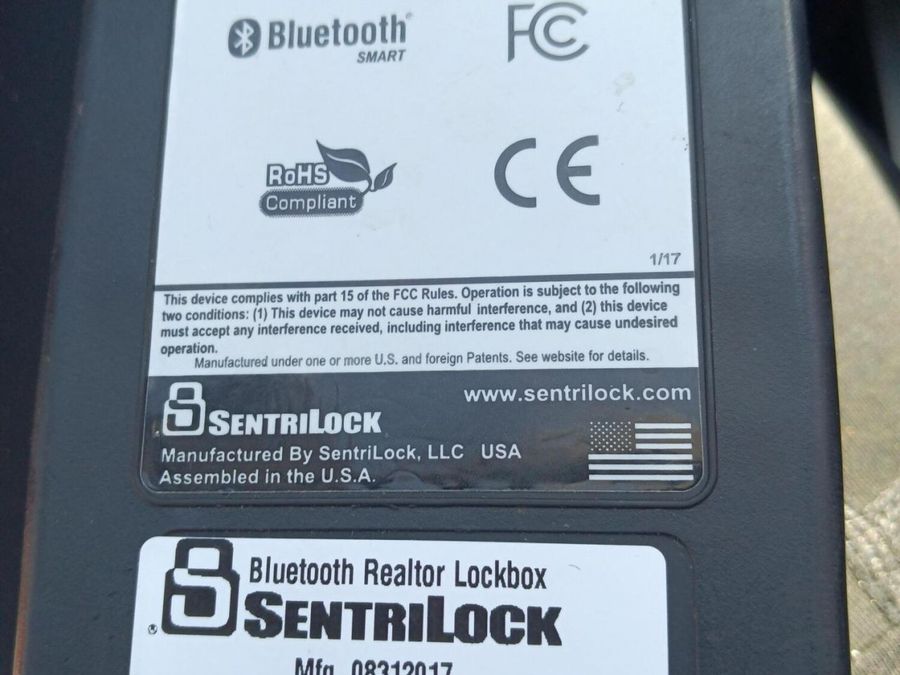 Bluetooth®
SMART
FC
RoHS
Compliant
CE
1/17
This device complies with part 15 of the FCC Rules. Operation is subject to the following
two conditions: (1) This device may not cause harmful interference, and (2) this device
must accept any interference received, including interference that may cause undesired
operation.
Manufactured under one or more U.S. and foreign Patents. See website for details.
SENTRILOCK
www.sentrilock.com
Manufactured By SentriLock, LLC USA
Assembled in the U.S.A.
Bluetooth Realtor Lockbox
® SENTRILOCK
Mfg 08312017